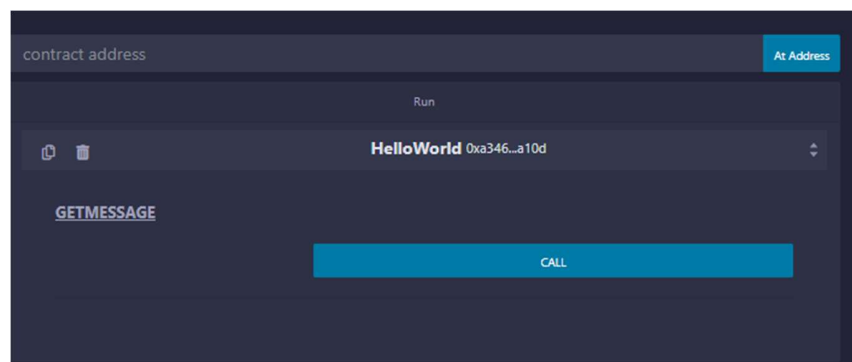 contract address
At Address
Run
HelloWorld 0xa346...a10d
GETMESSAGE
CALL